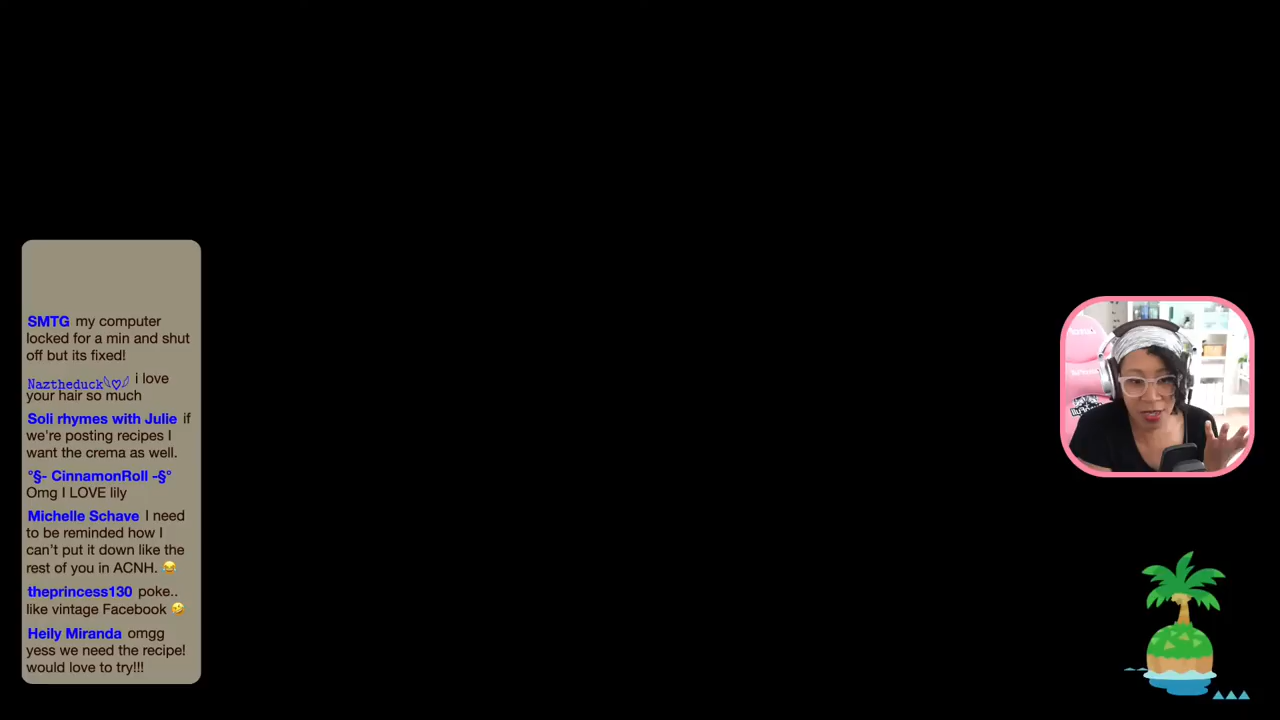 SMTG my computer
locked for a min and shut
off but its fixed!
Naztheduck i love
your hair so much
Soli rhymes with Julie if
we're posting recipes I
want the crema as well.
°§- CinnamonRoll -§°
Omg I LOVE lily
Michelle Schave I need
to be reminded how I
can't put it down like the
rest of you in ACNH. 😂
theprincess130 poke..
like vintage Facebook 🤣
Heily Miranda omgg
yess we need the recipe!
would love to try!!!